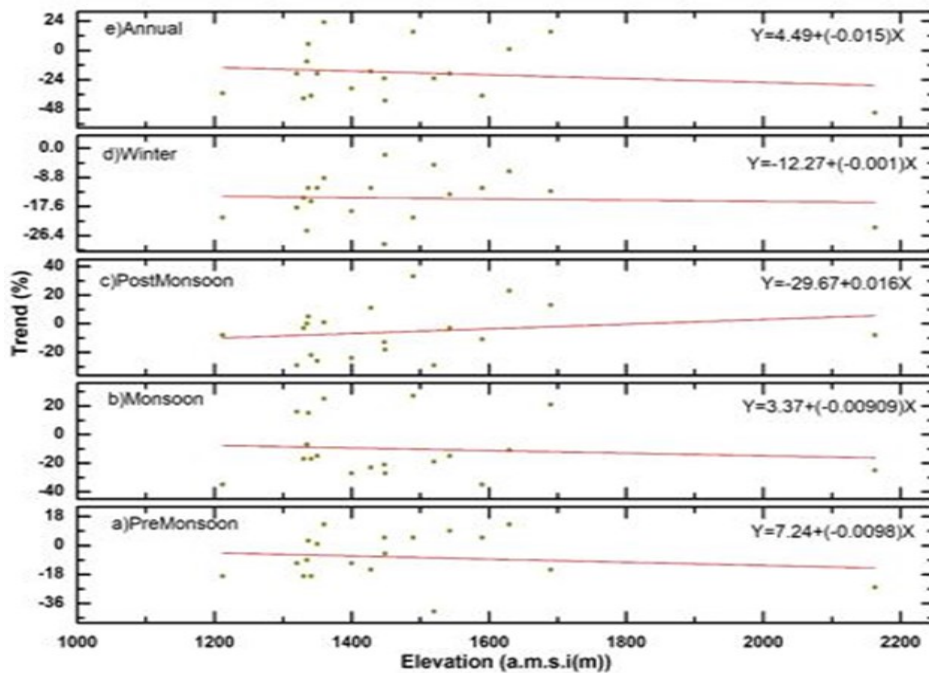 24
e)Annual
Y=4.49+(-0.015)X
0
-24
-48
0.0
d)Winter
Y=-12.27+(-0.001)X
-8.8
-17.6
-26.4
40
c)PostMonsoon
Y=-29.67+0.016X
20
0
-20
b)Monsoon
Y=3.37+(-0.00909)X
20
0
-20
-40
18
a)PreMonsoon
Y=7.24+(-0.0098)X
0
-18
-36
Trend (%)
1000 1200 1400 1600 1800 2000 2200
Elevation (a.m.s.i(m))